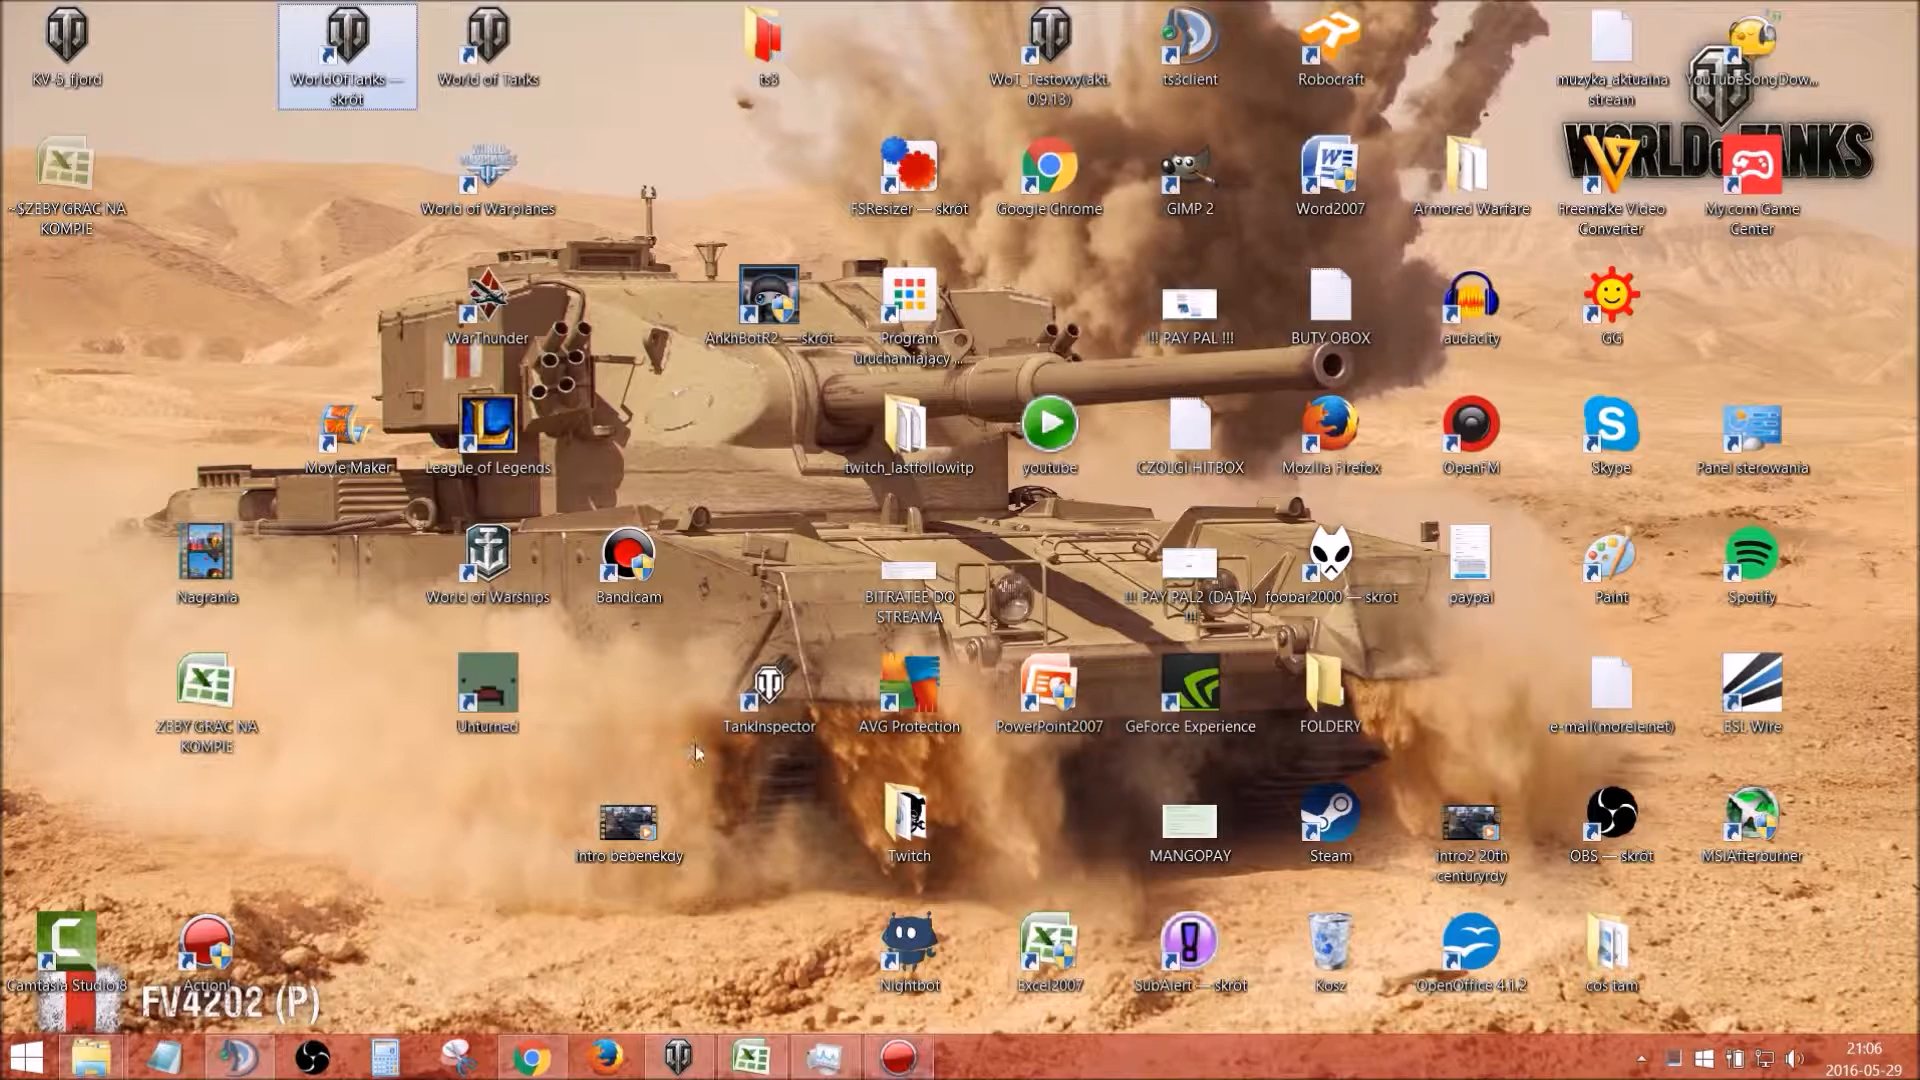 KV-5_fjord
WorldOfTanks —
skrót
World of Tanks
ts3
WoT_Testowy(akt.
0.9.13)
ts3client
Robocraft
muzyka_aktualna
stream
YouTubeSongDow...
WORLD OF TANKS
~$ZEBY GRAC NA
KOMPIE
World of Warplanes
FSResizer — skrót
Google Chrome
GIMP 2
Word2007
Armored Warfare
Freemake Video
Converter
My.com Game
Center
WarThunder
AnkhBotR2 — skrót
Program
uruchamiający ...
!!! PAY PAL !!!
BUTY OBOX
audacity
GG
Movie Maker
League of Legends
twitch_lastfollowitp
youtube
CZOLGI HITBOX
Mozilla Firefox
OpenFM
Skype
Panel sterowania
Nagrania
World of Warships
Bandicam
BITRATEE DO
STREAMA
!!! PAY PAL2 (DATA)
!!!
foobar2000 — skrót
paypal
Paint
Spotify
ZEBY GRAC NA
KOMPIE
Unturned
TankInspector
AVG Protection
PowerPoint2007
GeForce Experience
FOLDERY
e-mail(morelenet)
ESL Wire
intro bebenekdy
Twitch
MANGOPAY
Steam
intro2 20th
centuryrdy
OBS — skrót
MSIAfterburner
Camtasia Studio 8
Action!
Nightbot
Excel2007
SubAlert — skrót
Kosz
OpenOffice 4.1.2
cos tam
FV4202 (P)
21:06
2016-05-29